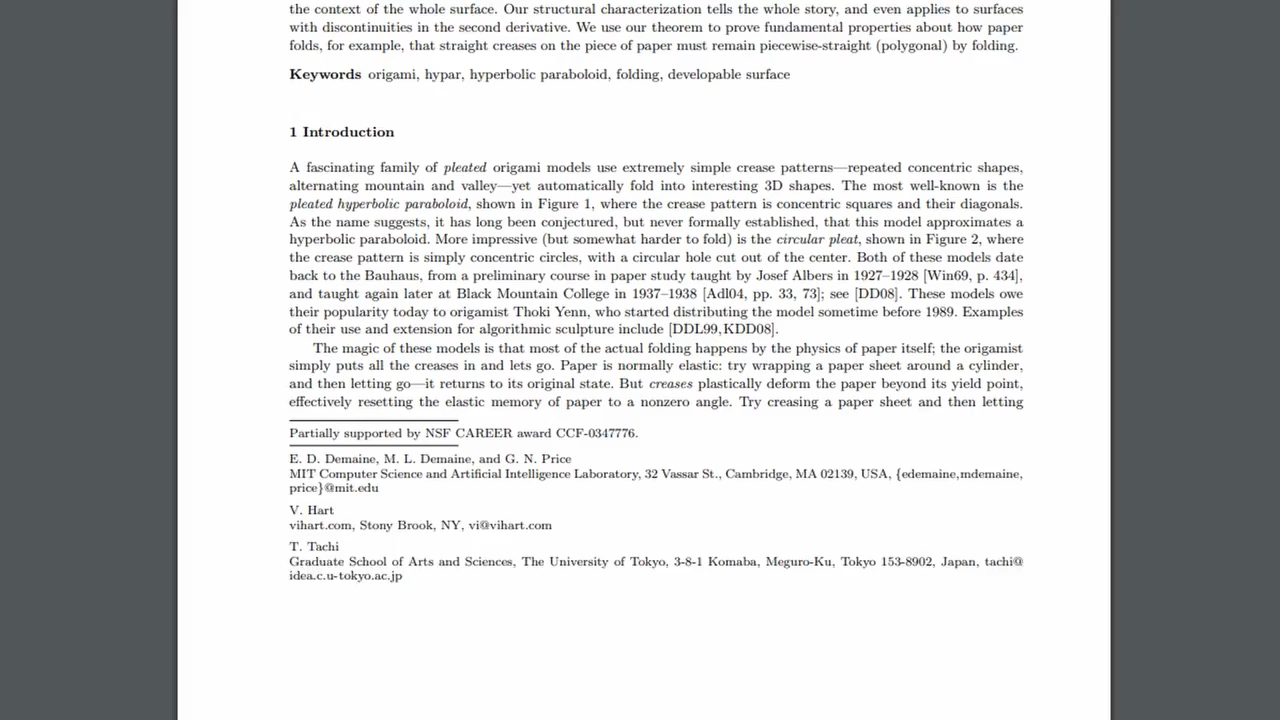 the context of the whole surface. Our structural characterization tells the whole story, and even applies to surfaces
with discontinuities in the second derivative. We use our theorem to prove fundamental properties about how paper
folds, for example, that straight creases on the piece of paper must remain piecewise-straight (polygonal) by folding.
Keywords origami, hypar, hyperbolic paraboloid, folding, developable surface
1 Introduction
A fascinating family of pleated origami models use extremely simple crease patterns—repeated concentric shapes,
alternating mountain and valley—yet automatically fold into interesting 3D shapes. The most well-known is the
pleated hyperbolic paraboloid, shown in Figure 1, where the crease pattern is concentric squares and their diagonals.
As the name suggests, it has long been conjectured, but never formally established, that this model approximates a
hyperbolic paraboloid. More impressive (but somewhat harder to fold) is the circular pleat, shown in Figure 2, where
the crease pattern is simply concentric circles, with a circular hole cut out of the center. Both of these models date
back to the Bauhaus, from a preliminary course in paper study taught by Josef Albers in 1927–1928 [Win69, p. 434],
and taught again later at Black Mountain College in 1937–1938 [Adl04, pp. 33, 73]; see [DD08]. These models owe
their popularity today to origamist Thoki Yenn, who started distributing the model sometime before 1989. Examples
of their use and extension for algorithmic sculpture include [DDL99,KDD08].
The magic of these models is that most of the actual folding happens by the physics of paper itself; the origamist
simply puts all the creases in and lets go. Paper is normally elastic: try wrapping a paper sheet around a cylinder,
and then letting go—it returns to its original state. But creases plastically deform the paper beyond its yield point,
effectively resetting the elastic memory of paper to a nonzero angle. Try creasing a paper sheet and then letting
Partially supported by NSF CAREER award CCF-0347776.
E. D. Demaine, M. L. Demaine, and G. N. Price
MIT Computer Science and Artificial Intelligence Laboratory, 32 Vassar St., Cambridge, MA 02139, USA, {edemaine,mdemaine,
price}@mit.edu
V. Hart
vihart.com, Stony Brook, NY, vi@vihart.com
T. Tachi
Graduate School of Arts and Sciences, The University of Tokyo, 3-8-1 Komaba, Meguro-Ku, Tokyo 153-8902, Japan, tachi@
idea.c.u-tokyo.ac.jp